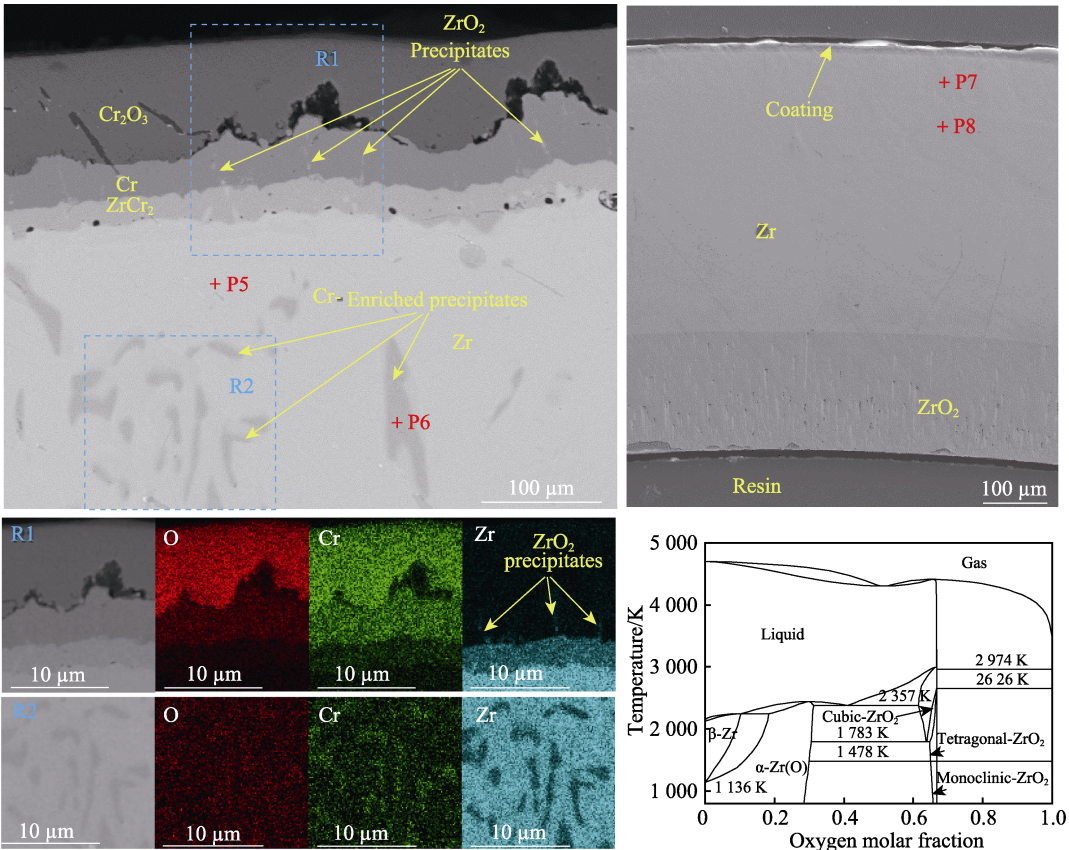 ZrO2
Precipitates
R1
Cr2O3
Cr
ZrCr2
+ P5
Cr- Enriched precipitates
Zr
R2
+ P6
100 μm
Coating
+ P7
+ P8
Zr
ZrO2
Resin
100 μm
R1
O
Cr
Zr
ZrO2
precipitates
10 μm
10 μm
10 μm
10 μm
R2
O
Cr
Zr
10 μm
10 μm
10 μm
10 μm
5 000
4 000
3 000
2 000
1 000
Temperature/K
Gas
Liquid
2 974 K
26 26 K
2 357 K
Cubic-ZrO2
β-Zr
1 783 K
Tetragonal-ZrO2
1 478 K
α-Zr(O)
1 136 K
Monoclinic-ZrO2
0 0.2 0.4 0.6 0.8 1.0
Oxygen molar fraction